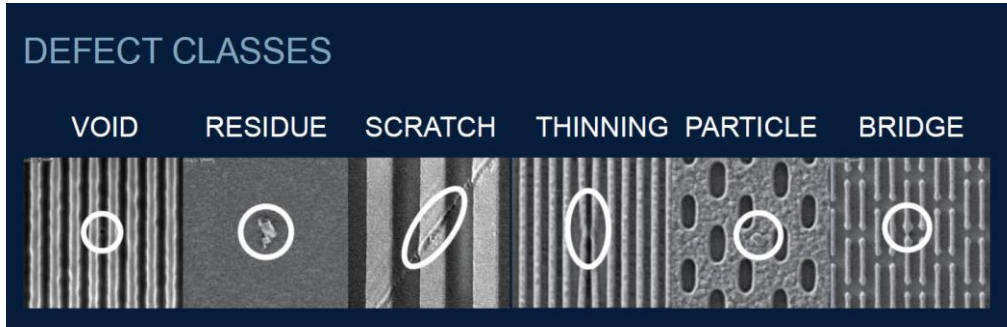 DEFECT CLASSES
VOID RESIDUE SCRATCH THINNING PARTICLE BRIDGE